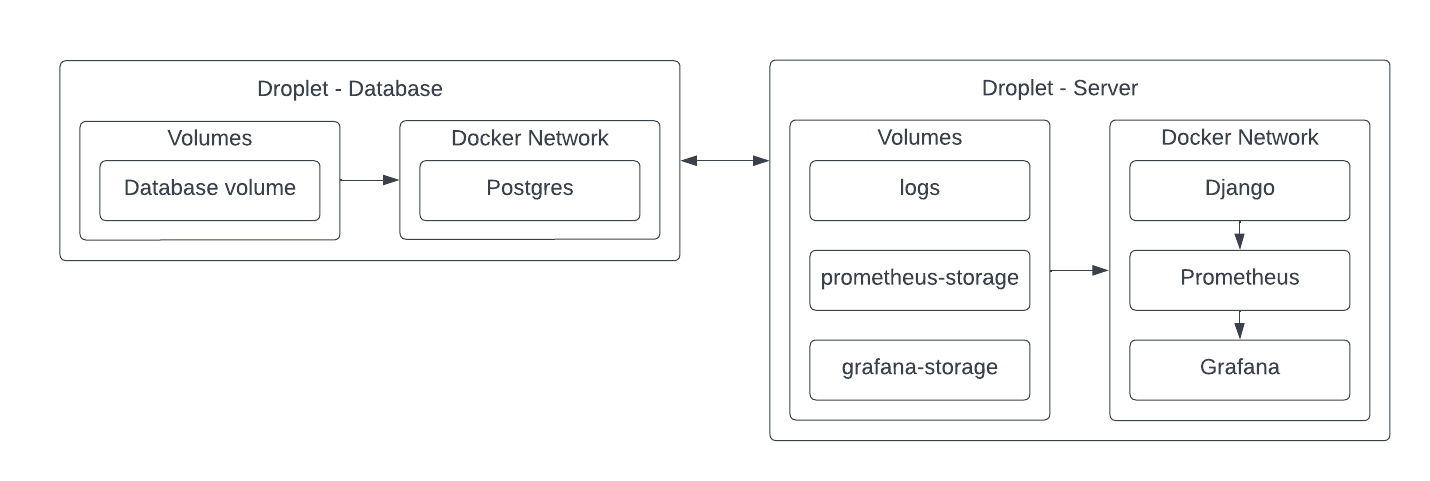 Droplet - Database
Volumes
Database volume
Docker Network
Postgres
Droplet - Server
Volumes
logs
prometheus-storage
grafana-storage
Docker Network
Django
Prometheus
Grafana